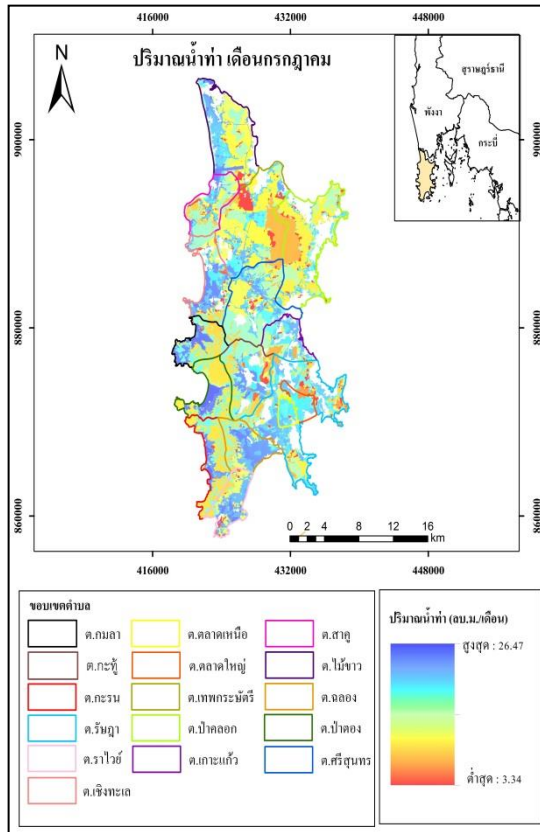 416000 432000 448000
N
ปริมาณน้ำท่า เดือนกรกฎาคม
สุราษฎร์ธานี
พังงา
กระบี่
900000 900000
880000 880000
860000 860000
0 2 4 8 12 16
km
416000 432000 448000
ขอบเขตตำบล
ต.กมลา ต.ตลาดเหนือ ต.สาคู
ต.กะทู้ ต.ตลาดใหญ่ ต.ไม้ขาว
ต.กะรน ต.เทพกระษัตรี ต.ฉลอง
ต.รัษฎา ต.ป่าคลอก ต.ป่าตอง
ต.ราไวย์ ต.เกาะแก้ว ต.ศรีสุนทร
ต.เชิงทะเล
ปริมาณน้ำท่า (ลบ.ม./เดือน)
สูงสุด : 26.47
ต่ำสุด : 3.34